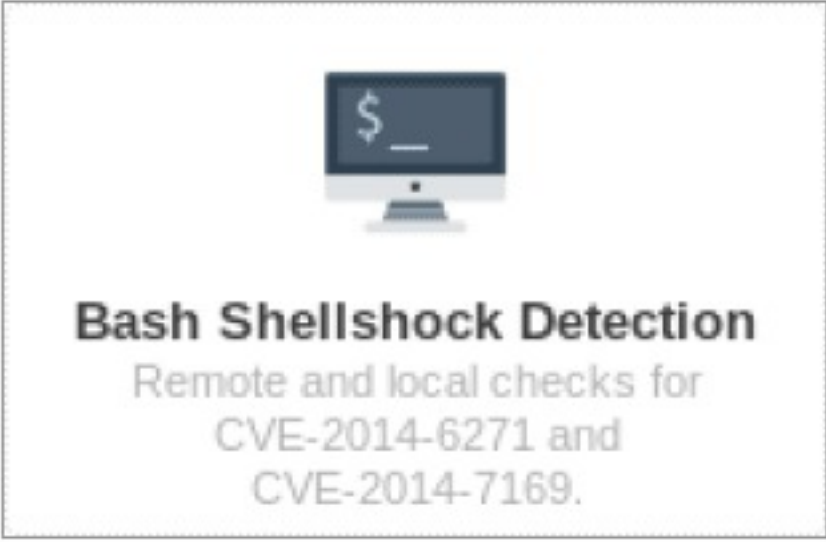 $_
Bash Shellshock Detection
Remote and local checks for
CVE-2014-6271 and
CVE-2014-7169.